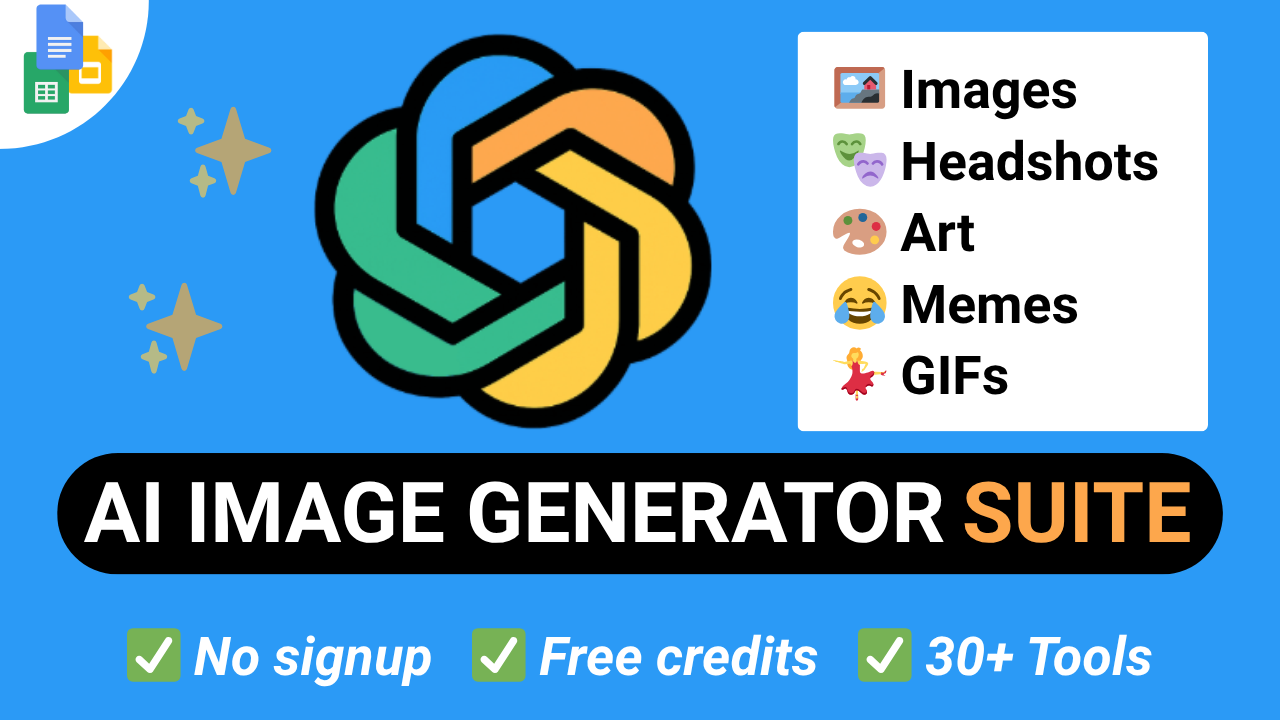 Images
Headshots
Art
Memes
GIFs
AI IMAGE GENERATOR SUITE
No signup
Free credits
30+ Tools